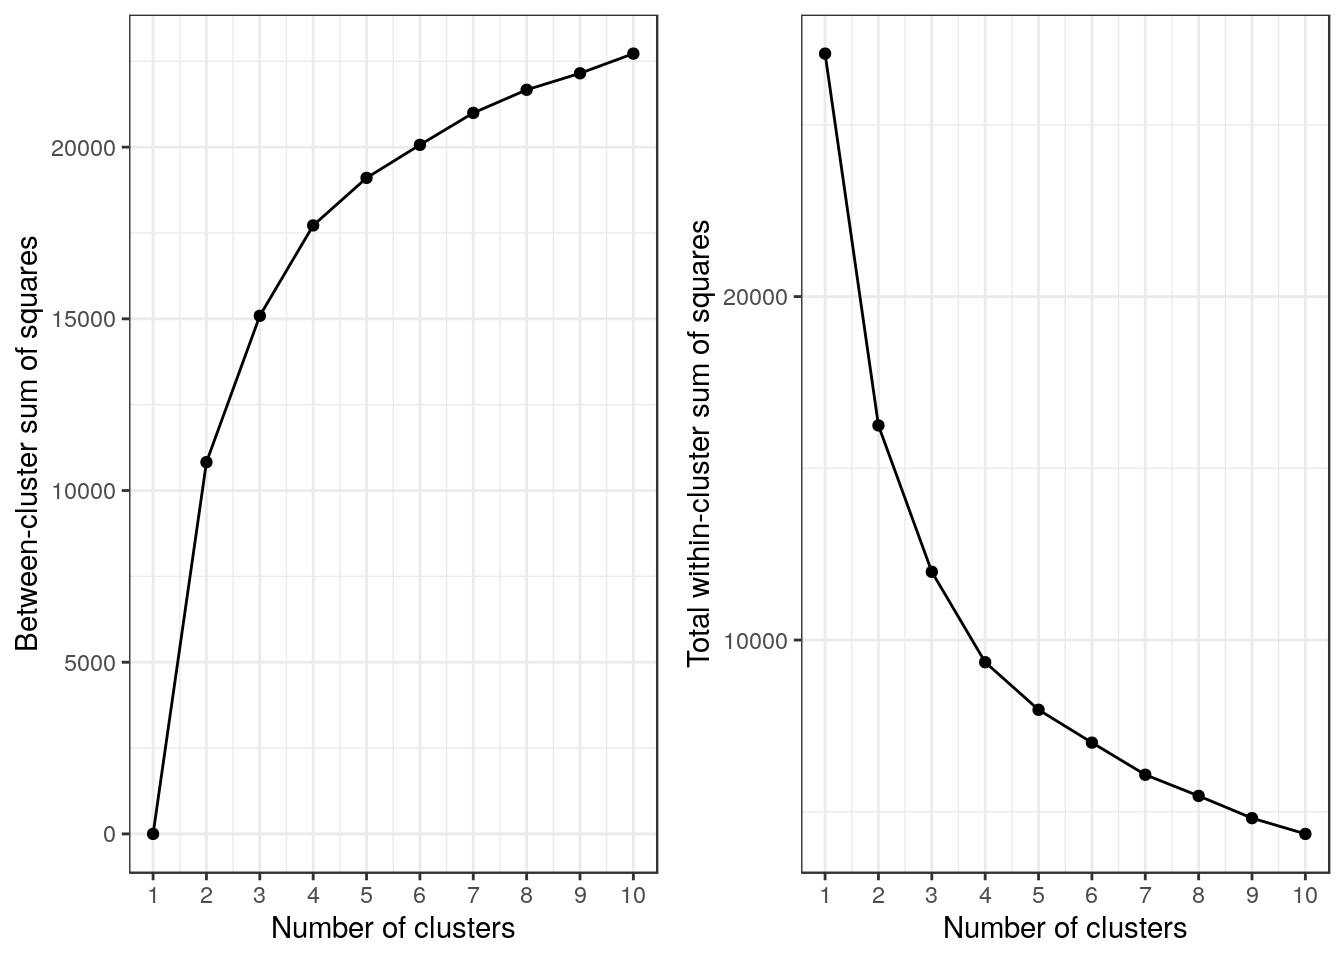 Between-cluster sum of squares
20000
15000
10000
5000
0
1 2 3 4 5 6 7 8 9 10
Number of clusters
Total within-cluster sum of squares
20000
10000
1 2 3 4 5 6 7 8 9 10
Number of clusters